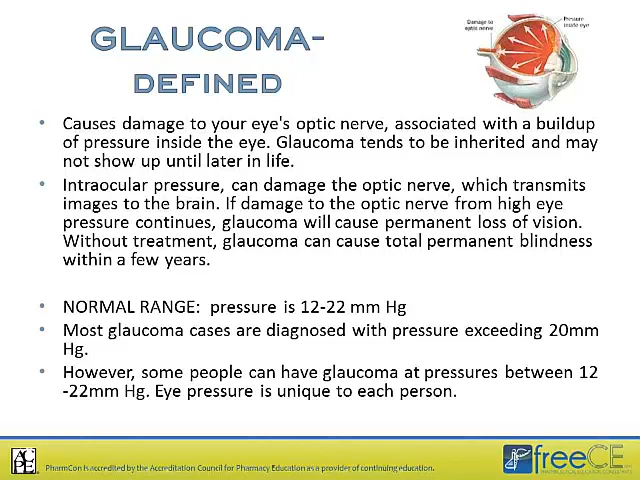 GLAUCOMA-
DEFINED
Damage to
optic nerve
Pressure
inside eye
• Causes damage to your eye's optic nerve, associated with a buildup
of pressure inside the eye. Glaucoma tends to be inherited and may
not show up until later in life.
• Intraocular pressure, can damage the optic nerve, which transmits
images to the brain. If damage to the optic nerve from high eye
pressure continues, glaucoma will cause permanent loss of vision.
Without treatment, glaucoma can cause total permanent blindness
within a few years.
• NORMAL RANGE: pressure is 12-22 mm Hg
• Most glaucoma cases are diagnosed with pressure exceeding 20mm
Hg.
• However, some people can have glaucoma at pressures between 12
-22mm Hg. Eye pressure is unique to each person.
ACPE
PharmCon is accredited by the Accreditation Council for Pharmacy Education as a provider of continuing education.
freeCE